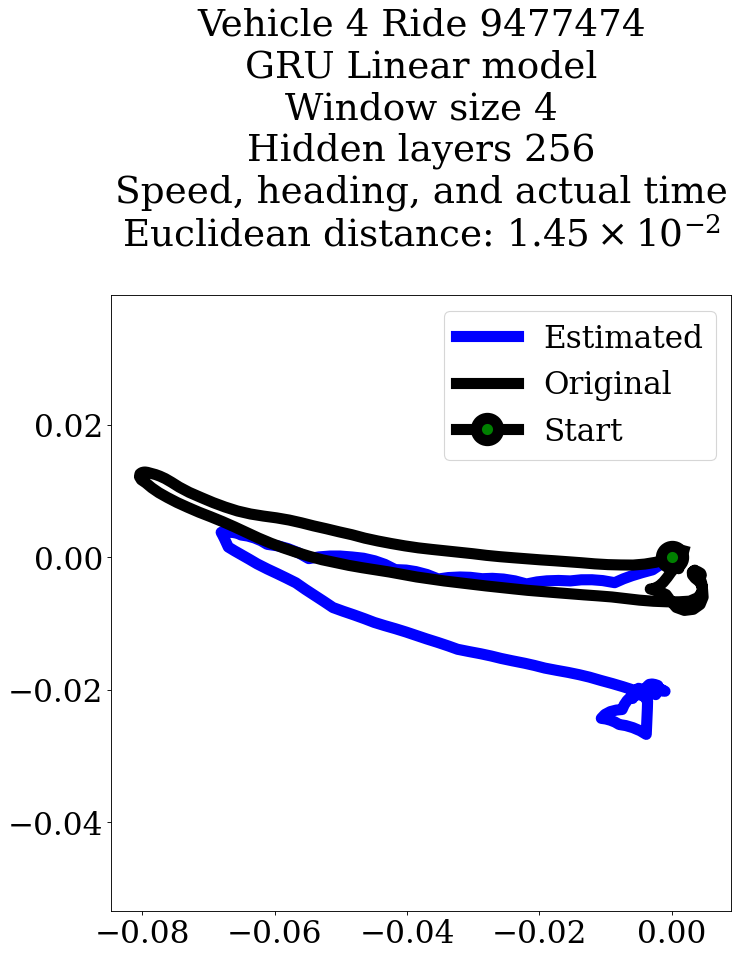 Vehicle 4 Ride 9477474
GRU Linear model
Window size 4
Hidden layers 256
Speed, heading, and actual time
Euclidean distance: 1.45 × 10⁻²
Estimated
Original
Start
0.02
0.00
−0.02
−0.04
−0.08
−0.06
−0.04
−0.02
0.00